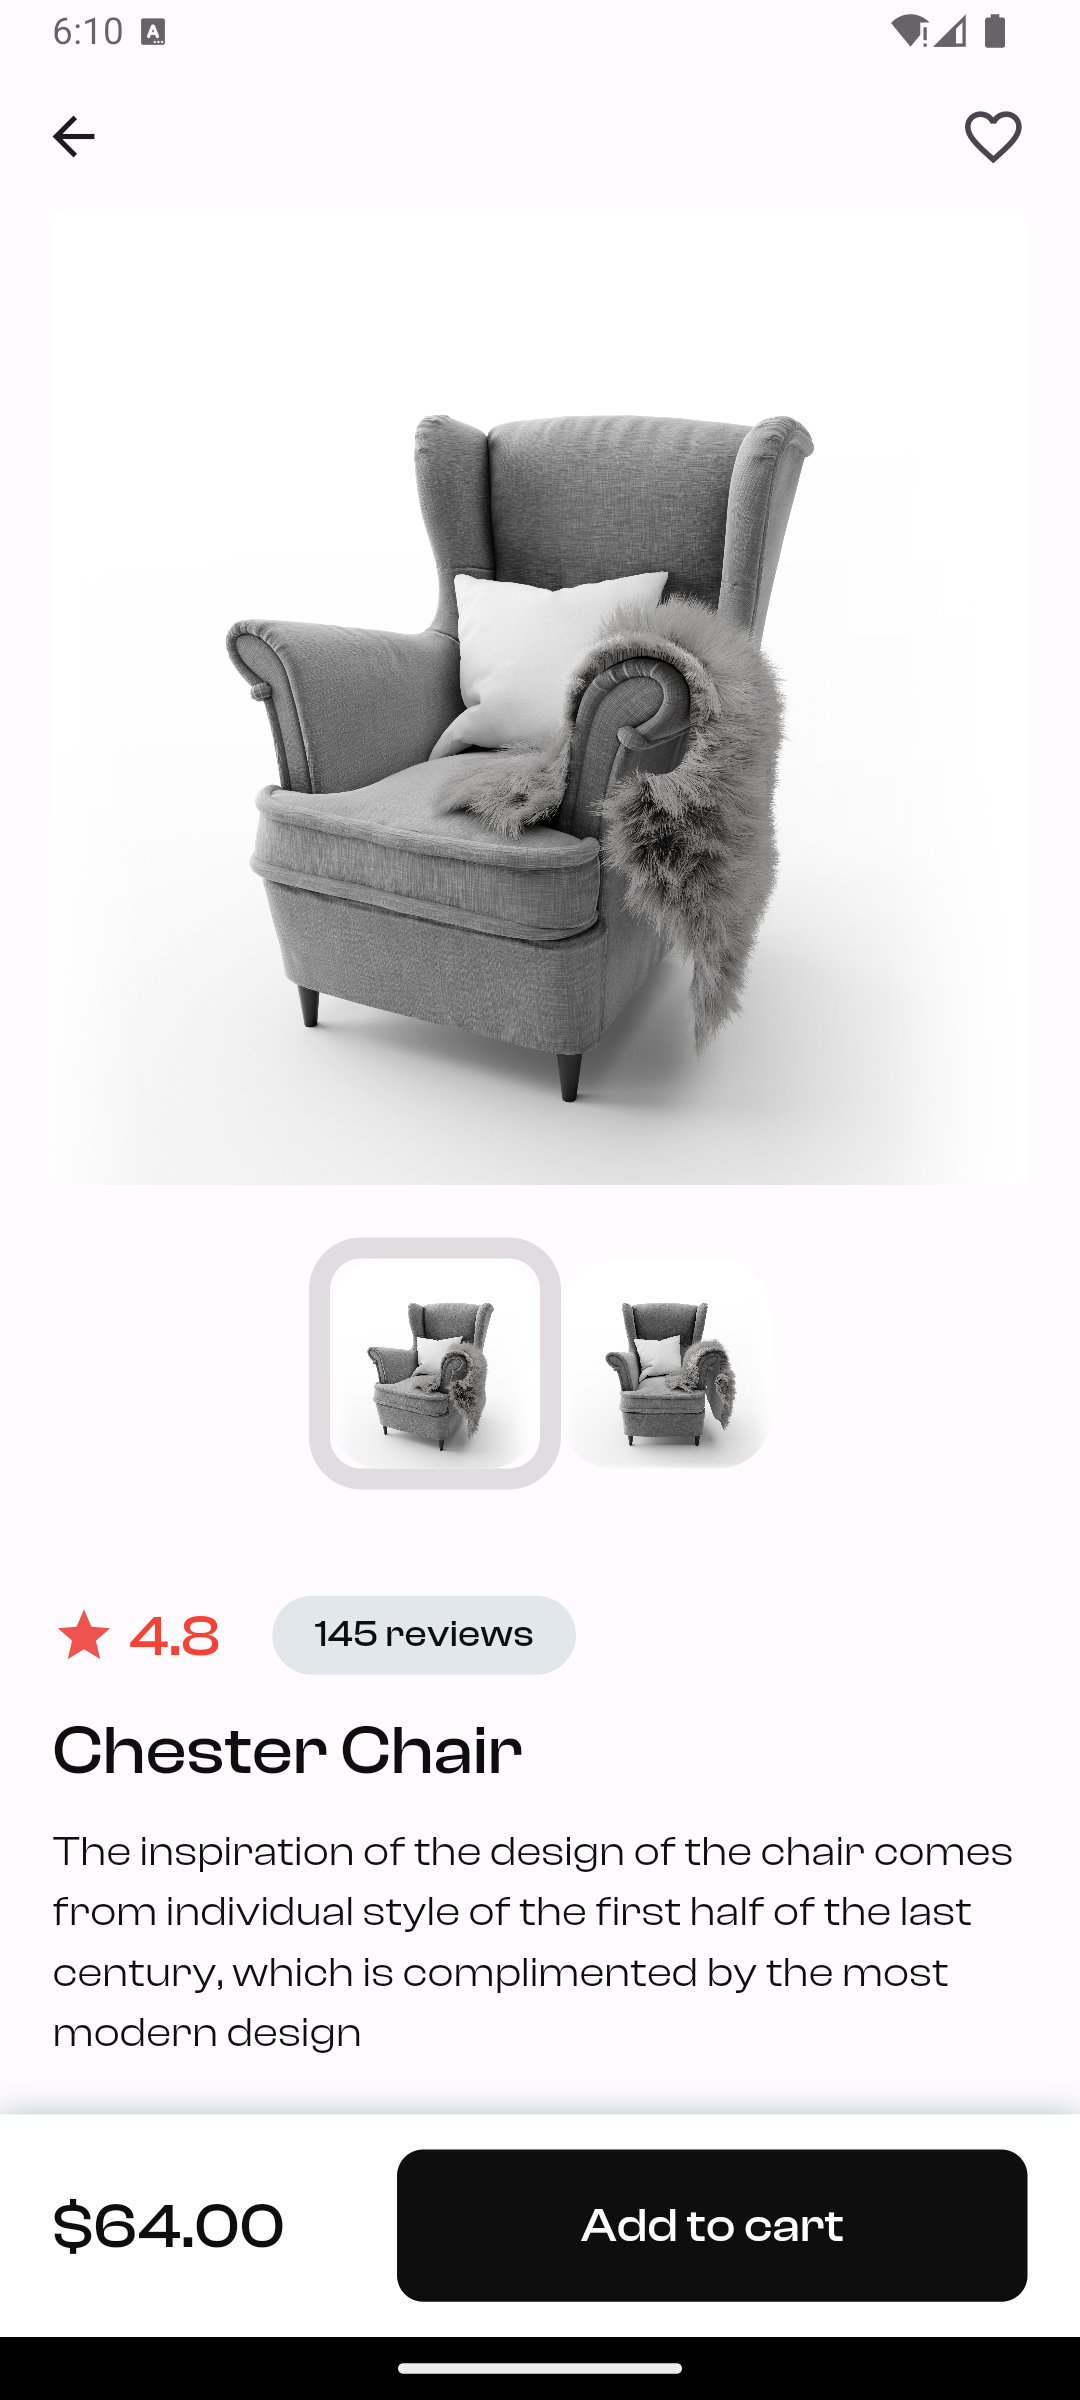 6:10
4.8
145 reviews
Chester Chair
The inspiration of the design of the chair comes
from individual style of the first half of the last
century, which is complimented by the most
modern design
$64.00
Add to cart